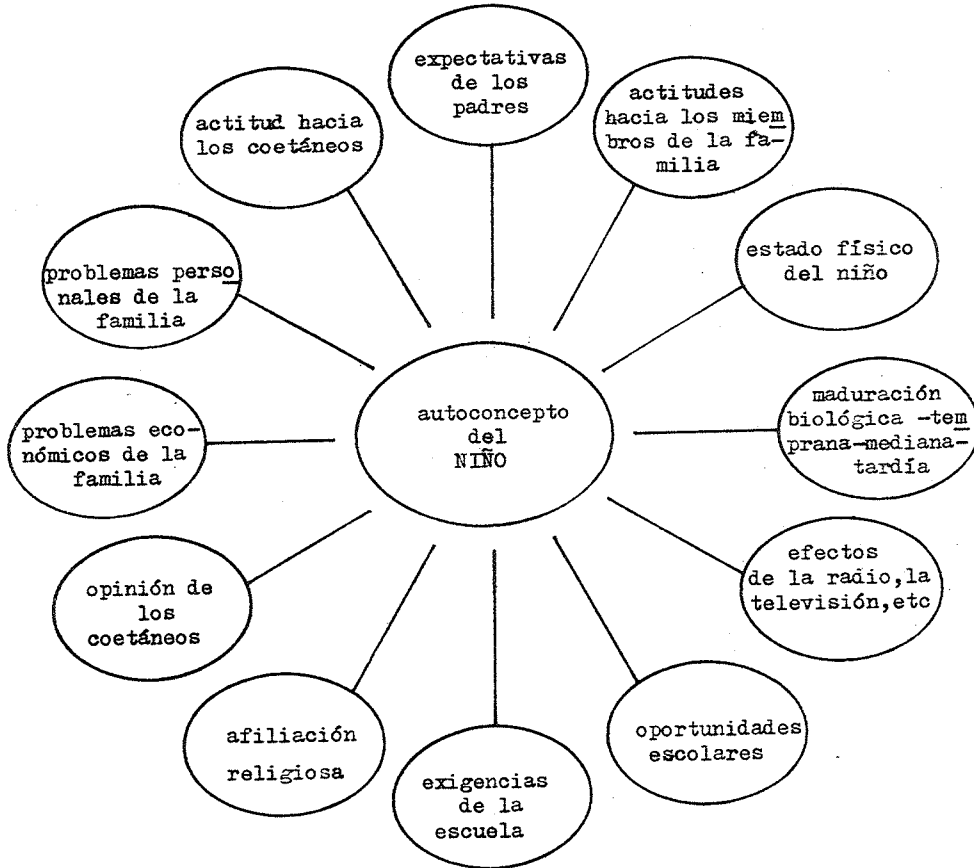 expectativas
de los
padres
actitudes
hacia los miem
bros de la fa-
milia
estado físico
del niño
maduración
biológica -tem
prana-mediana-
tardía
efectos
de la radio, la
televisión, etc
oportunidades
escolares
exigencias
de la
escuela
afiliación
religiosa
opinión de
los
coetáneos
problemas eco-
nómicos de la
familia
problemas perso
nales de la
familia
actitud hacia
los coetáneos
autoconcepto
del
NIÑO